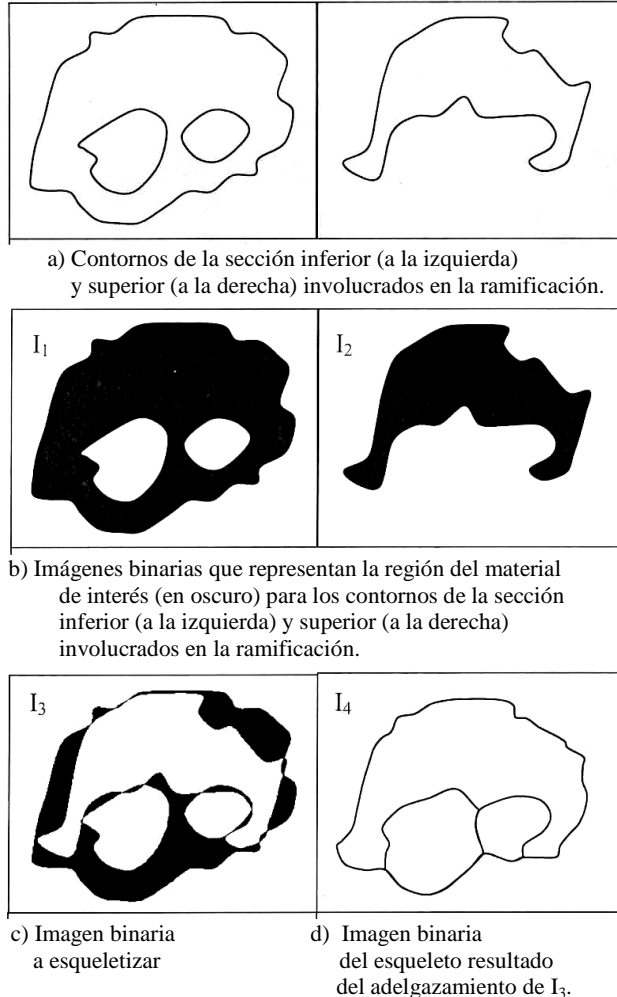 a) Contornos de la sección inferior (a la izquierda)
y superior (a la derecha) involucrados en la ramificación.
I₁
I₂
b) Imágenes binarias que representan la región del material
de interés (en oscuro) para los contornos de la sección
inferior (a la izquierda) y superior (a la derecha)
involucrados en la ramificación.
I₃
I₄
c) Imagen binaria
a esqueletizar
d) Imagen binaria
del esqueleto resultado
del adelgazamiento de I₃.